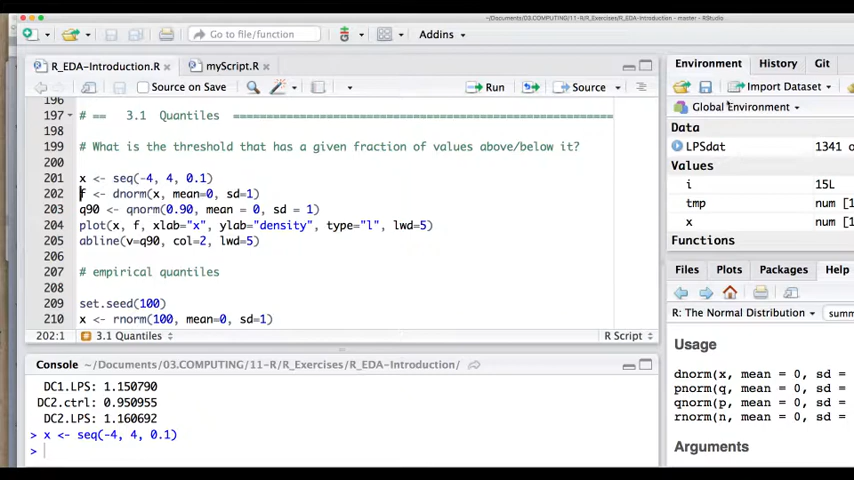 ~/Documents/03.COMPUTING/11-R/R_Exercises/R_EDA-Introduction - master - RStudio
Go to file/function
Addins
R_EDA-Introduction.R
myScript.R
Source on Save
Run
Source
196
197 # == 3.1 Quantiles ==================================================
198
199 # What is the threshold that has a given fraction of values above/below it?
200
201 x <- seq(-4, 4, 0.1)
202 f <- dnorm(x, mean=0, sd=1)
203 q90 <- qnorm(0.90, mean = 0, sd = 1)
204 plot(x, f, xlab="x", ylab="density", type="l", lwd=5)
205 abline(v=q90, col=2, lwd=5)
206
207 # empirical quantiles
208
209 set.seed(100)
210 x <- rnorm(100, mean=0, sd=1)
202:1 3.1 Quantiles R Script
Console ~/Documents/03.COMPUTING/11-R/R_Exercises/R_EDA-Introduction/
DC1.LPS: 1.150790
DC2.ctrl: 0.950955
DC2.LPS: 1.160692
> x <- seq(-4, 4, 0.1)
>
Environment History Git
Import Dataset
Global Environment
Data
LPSdat 1341 o
Values
i 15L
tmp num [1
x num [1
Functions
Files Plots Packages Help
R: The Normal Distribution summ
Usage
dnorm(x, mean = 0, sd =
pnorm(q, mean = 0, sd =
qnorm(p, mean = 0, sd =
rnorm(n, mean = 0, sd =
Arguments